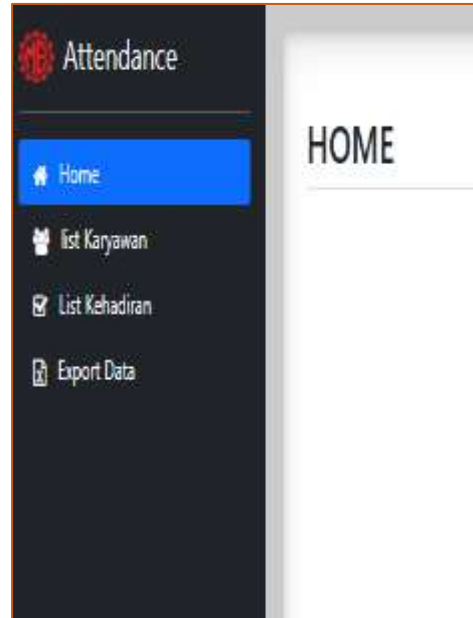 Attendance
HOME
Home
list Karyawan
List Kehadiran
Export Data